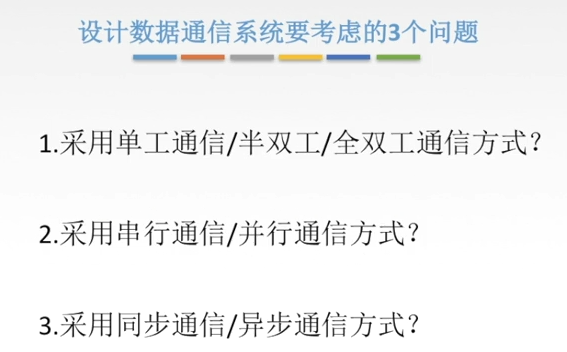 设计数据通信系统要考虑的3个问题
1.采用单工通信/半双工/全双工通信方式？
2.采用串行通信/并行通信方式？
3.采用同步通信/异步通信方式？